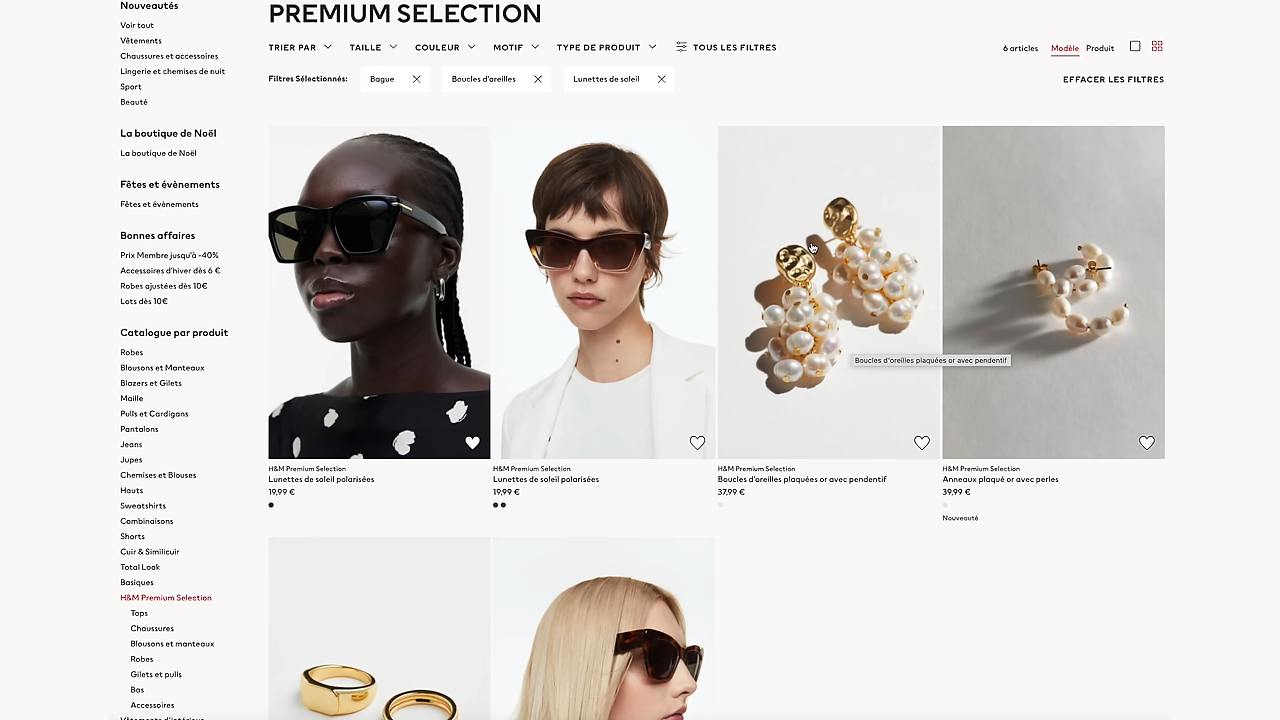 Nouveautés
Voir tout
Vêtements
Chaussures et accessoires
Lingerie et chemises de nuit
Sport
Beauté
La boutique de Noël
La boutique de Noël
Fêtes et évènements
Fêtes et évènements
Bonnes affaires
Prix Membre jusqu'à -40%
Accessoires d'hiver dès 6 €
Robes ajustées dès 10€
Lots dès 10€
Catalogue par produit
Robes
Blousons et Manteaux
Blazers et Gilets
Maille
Pulls et Cardigans
Pantalons
Jeans
Jupes
Chemises et Blouses
Hauts
Sweatshirts
Combinaisons
Shorts
Cuir & Similicuir
Total Look
Basiques
H&M Premium Selection
Tops
Chaussures
Blousons et manteaux
Robes
Gilets et pulls
Bas
Accessoires
Vêtements d'intérieur
PREMIUM SELECTION
TRIER PAR TAILLE COULEUR MOTIF TYPE DE PRODUIT TOUS LES FILTRES
6 articles Modèle Produit
Filtres Sélectionnés: Bague Boucles d'oreilles Lunettes de soleil
EFFACER LES FILTRES
Boucles d'oreilles plaquées or avec pendentif
H&M Premium Selection
Lunettes de soleil polarisées
19,99 €
H&M Premium Selection
Lunettes de soleil polarisées
19,99 €
H&M Premium Selection
Boucles d'oreilles plaquées or avec pendentif
37,99 €
H&M Premium Selection
Anneaux plaqué or avec perles
39,99 €
Nouveauté